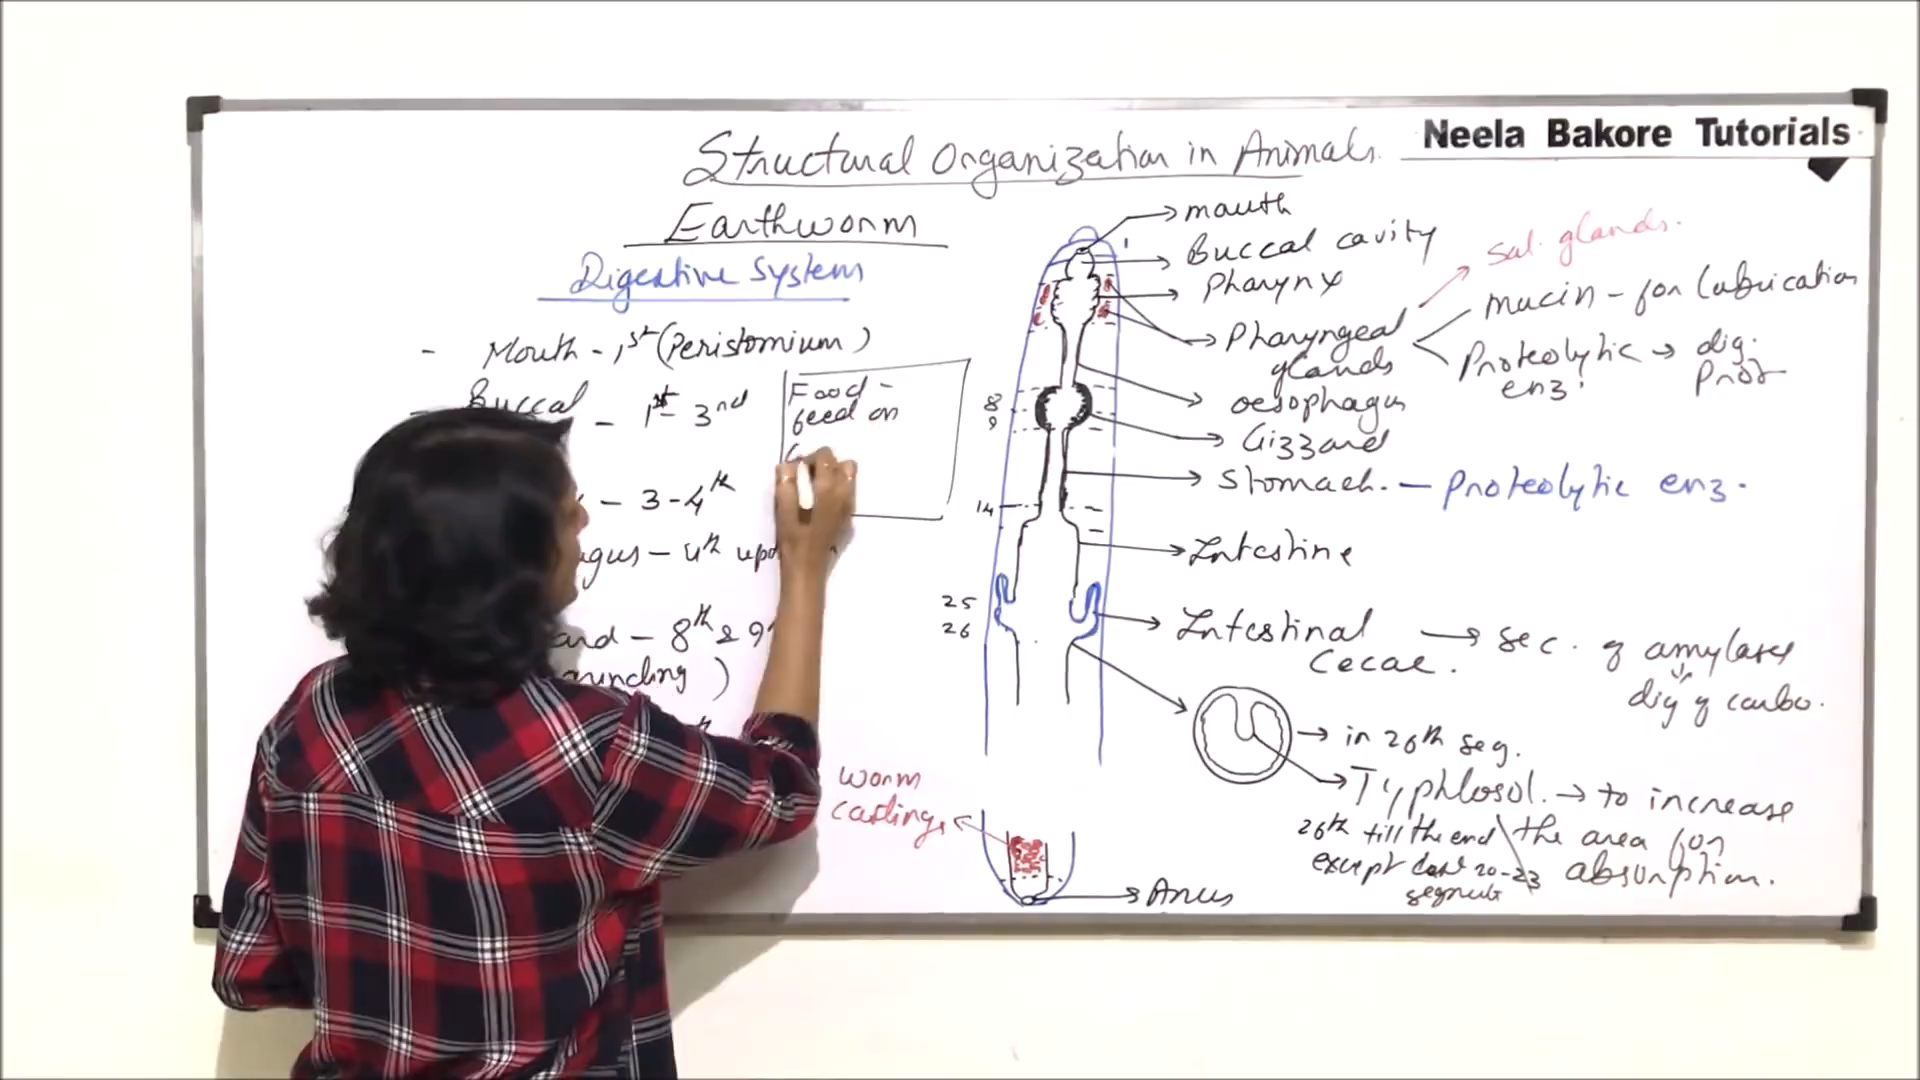 Neela Bakore Tutorials
Structural Organization in Animals
Earthworm
Digestive System
- Mouth - 1st (Peristomium)
- Buccal - 1st 3rd
- 3-4th
- 4th
- 8th & 9
)
Food -
feed on
mouth
Buccal cavity
Pharynx
Pharyngeal
glands
sal. glands.
mucin - for lubrication
Proteolytic → dig.
enz. Prot
oesophagus
Gizzard
Stomach. - Proteolytic enz.
Intestine
Intestinal → sec. of amylase
Cecae. dig of carbo.
→ in 26th seg.
Typhlosol. → to increase
the area for
absorption.
26th till the end
except last 20-23
segments
Anus
worm
castings
8
9
14
25
26
1